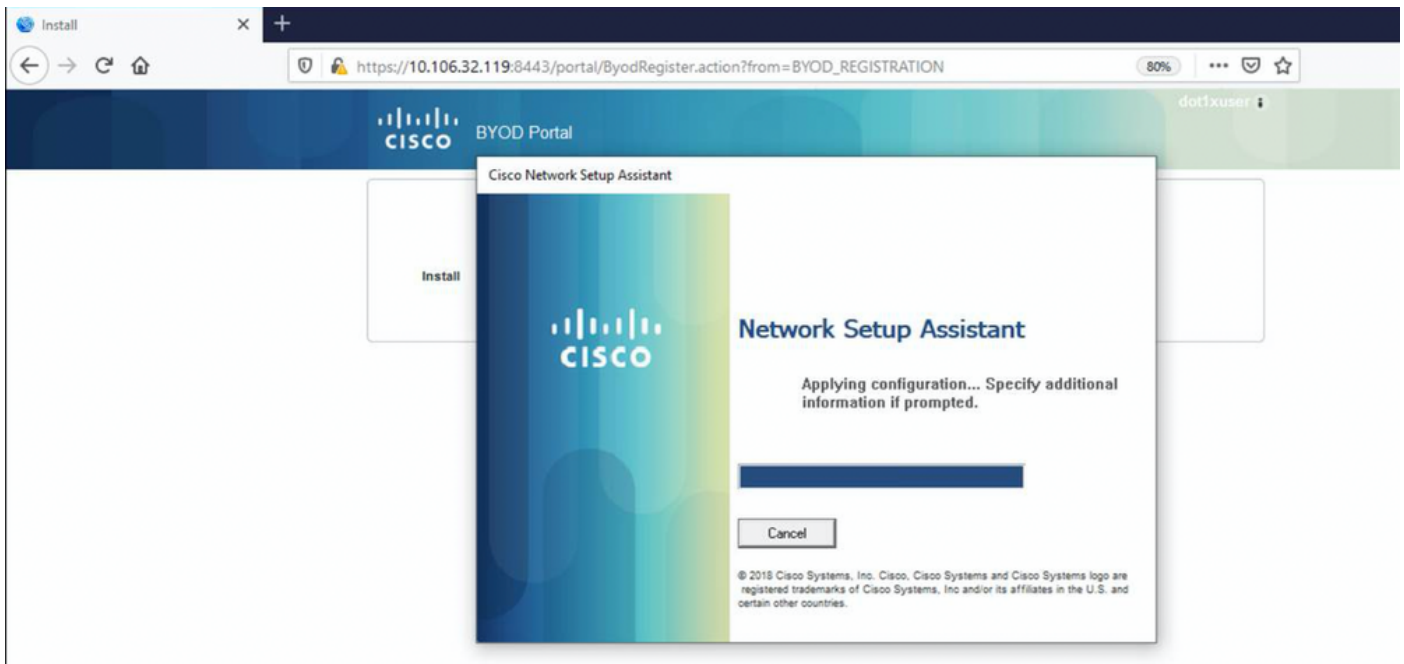 Install
https://10.106.32.119:8443/portal/ByodRegister.action?from=BYOD_REGISTRATION
80%
dot1xuser
CISCO
BYOD Portal
Cisco Network Setup Assistant
Install
CISCO
Network Setup Assistant
Applying configuration... Specify additional
information if prompted.
Cancel
© 2018 Cisco Systems, Inc. Cisco, Cisco Systems and Cisco Systems logo are
registered trademarks of Cisco Systems, Inc and/or its affiliates in the U.S. and
certain other countries.